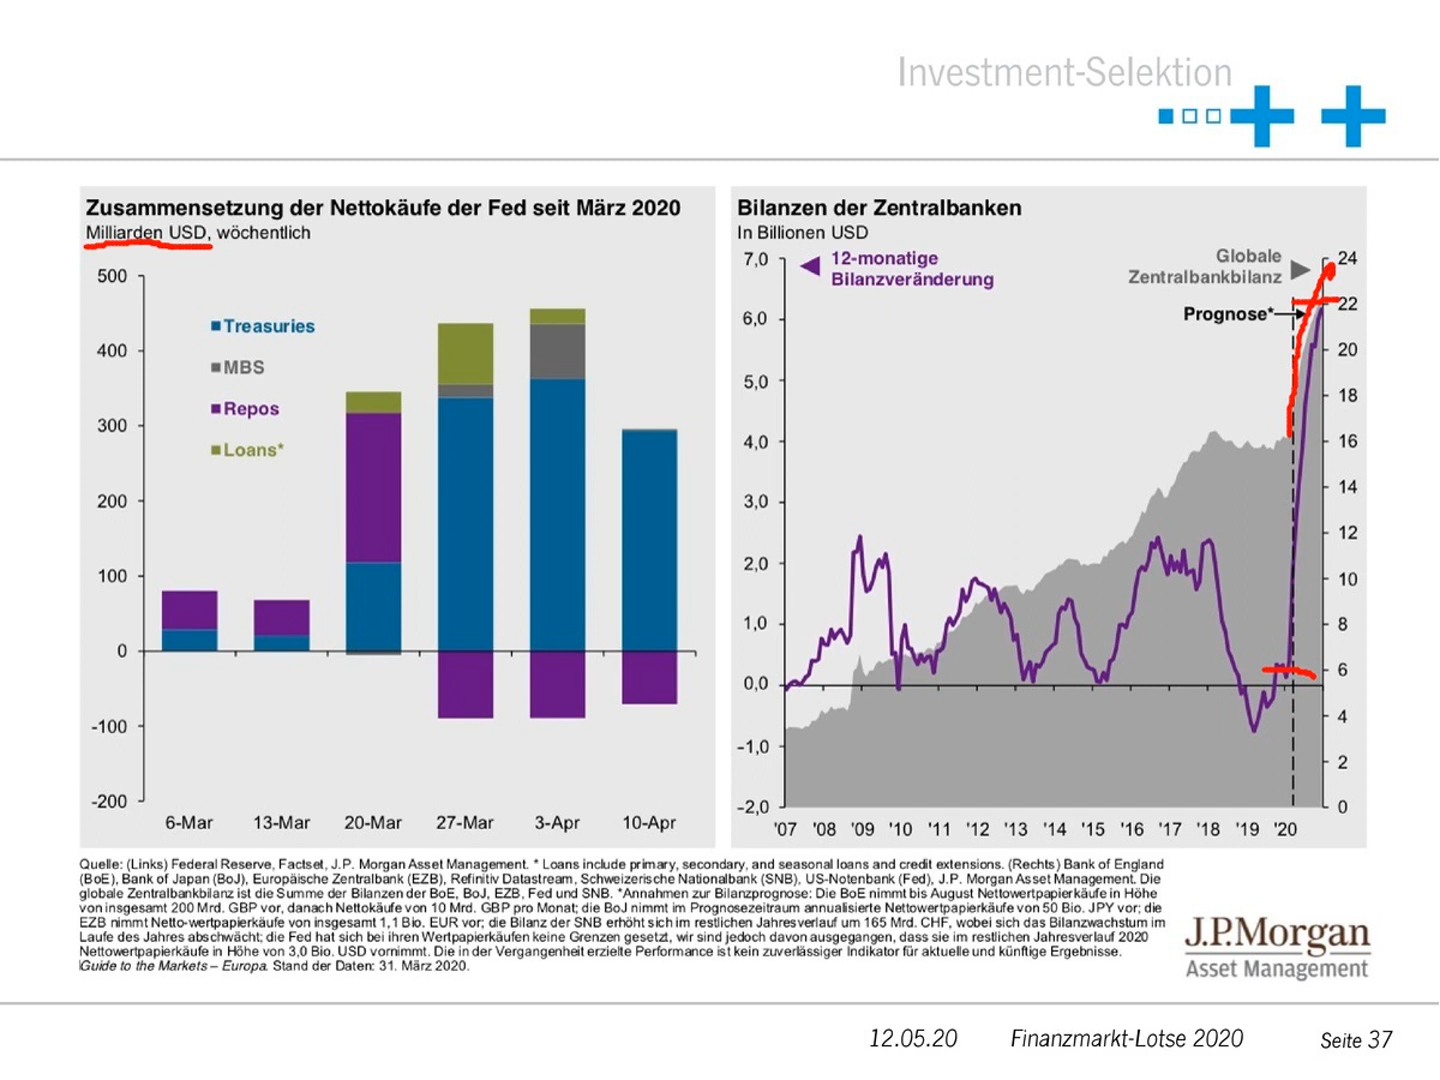 Investment-Selektion
Zusammensetzung der Nettokäufe der Fed seit März 2020
Milliarden USD, wöchentlich
500
400
300
200
100
0
-100
-200
Treasuries
MBS
Repos
Loans*
6-Mar 13-Mar 20-Mar 27-Mar 3-Apr 10-Apr
Bilanzen der Zentralbanken
In Billionen USD
7,0
6,0
5,0
4,0
3,0
2,0
1,0
0,0
-1,0
-2,0
12-monatige
Bilanzveränderung
Globale
Zentralbankbilanz
Prognose*
24
22
20
18
16
14
12
10
8
6
4
2
0
'07 '08 '09 '10 '11 '12 '13 '14 '15 '16 '17 '18 '19 '20
Quelle: (Links) Federal Reserve, Factset, J.P. Morgan Asset Management. * Loans include primary, secondary, and seasonal loans and credit extensions. (Rechts) Bank of England
(BoE), Bank of Japan (BoJ), Europäische Zentralbank (EZB), Refinitiv Datastream, Schweizerische Nationalbank (SNB), US-Notenbank (Fed), J.P. Morgan Asset Management. Die
globale Zentralbankbilanz ist die Summe der Bilanzen der BoE, BoJ, EZB, Fed und SNB. *Annahmen zur Bilanzprognose: Die BoE nimmt bis August Nettowertpapierkäufe in Höhe
von insgesamt 200 Mrd. GBP vor, danach Nettokäufe von 10 Mrd. GBP pro Monat; die BoJ nimmt im Prognosezeitraum annualisierte Nettowertpapierkäufe von 50 Bio. JPY vor; die
EZB nimmt Netto-wertpapierkäufe von insgesamt 1,1 Bio. EUR vor; die Bilanz der SNB erhöht sich im restlichen Jahresverlauf um 165 Mrd. CHF, wobei sich das Bilanzwachstum im
Laufe des Jahres abschwächt; die Fed hat sich bei ihren Wertpapierkäufen keine Grenzen gesetzt, wir sind jedoch davon ausgegangen, dass sie im restlichen Jahresverlauf 2020
Nettowertpapierkäufe in Höhe von 3,0 Bio. USD vornimmt. Die in der Vergangenheit erzielte Performance ist kein zuverlässiger Indikator für aktuelle und künftige Ergebnisse.
Guide to the Markets – Europa. Stand der Daten: 31. März 2020.
J.P.Morgan
Asset Management
12.05.20 Finanzmarkt-Lotse 2020 Seite 37